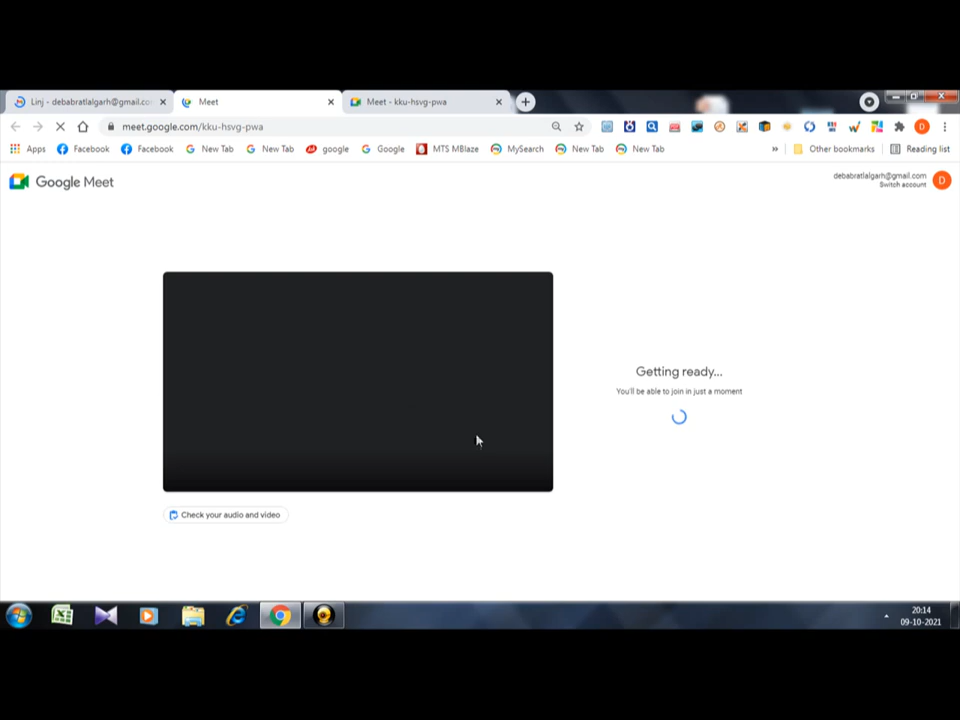 Linj - debabratlalgarh@gmail.co
Meet
Meet - kku-hsvg-pwa
meet.google.com/kku-hsvg-pwa
Apps
Facebook
Facebook
New Tab
New Tab
google
Google
MTS MBlaze
MySearch
New Tab
New Tab
Other bookmarks
Reading list
Google Meet
debabratlalgarh@gmail.com
Switch account
D
D
Getting ready...
You'll be able to join in just a moment
Check your audio and video
20:14
09-10-2021